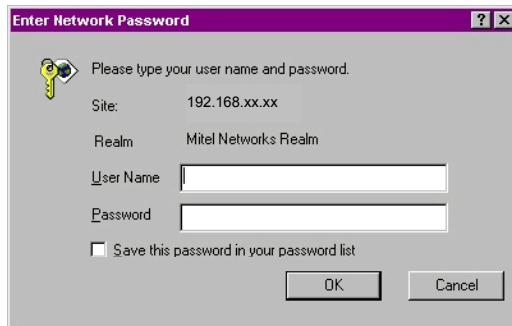 Enter Network Password
Please type your user name and password.
Site: 192.168.xx.xx
Realm Mitel Networks Realm
User Name
Password
Save this password in your password list
OK Cancel